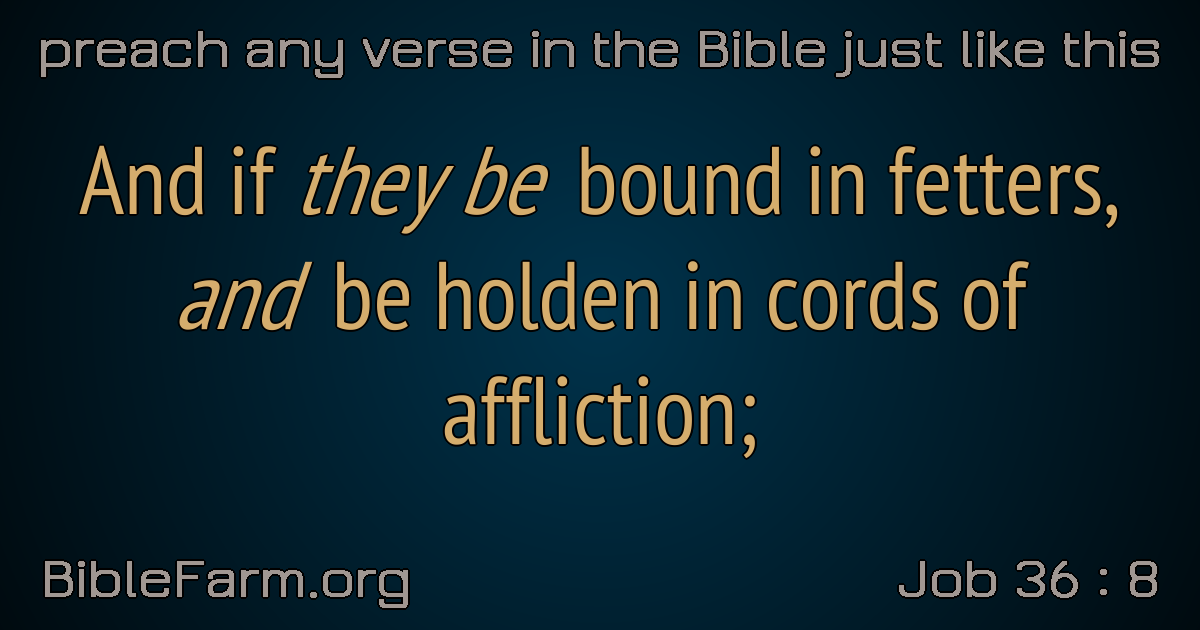 preach any verse in the Bible just like this
And if they be bound in fetters,
and be holden in cords of
affliction;
BibleFarm.org
Job 36 : 8